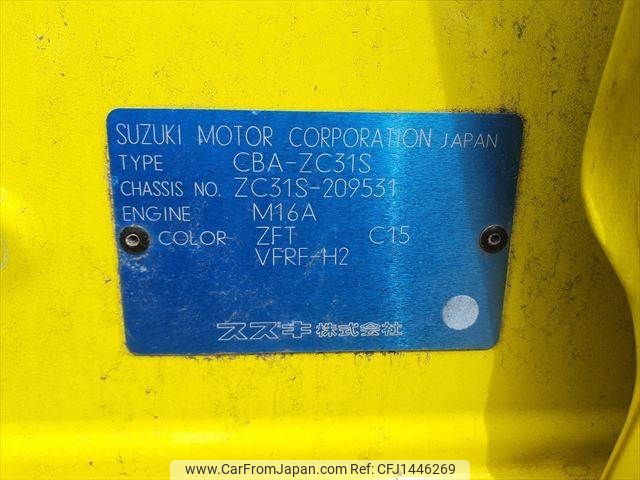 SUZUKI MOTOR CORPORATION JAPAN
TYPE CBA-ZC31S
CHASSIS NO. ZC31S-209531
ENGINE M16A
COLOR ZFT C15
VFRF-H2
スズキ株式会社
www.CarFromJapan.com - CFJ1446269